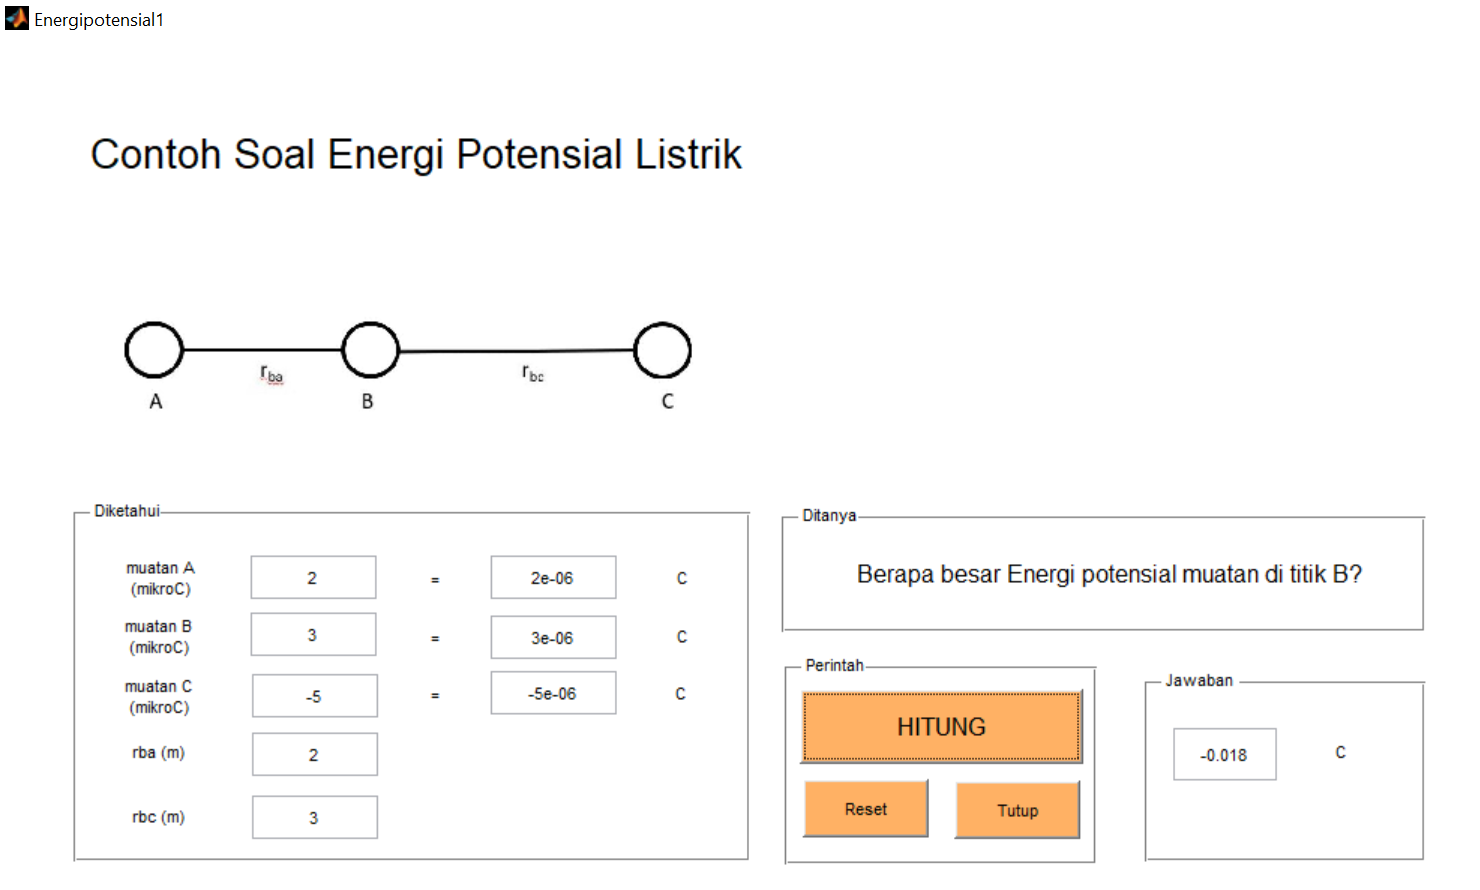 Energipotensial1
Contoh Soal Energi Potensial Listrik
rba
rbc
A
B
C
Diketahui
muatan A
(mikroC)
2
=
2e-06
C
muatan B
(mikroC)
3
=
3e-06
C
muatan C
(mikroC)
-5
=
-5e-06
C
rba (m)
2
rbc (m)
3
Ditanya
Berapa besar Energi potensial muatan di titik B?
Perintah
HITUNG
Reset
Tutup
Jawaban
-0.018
C